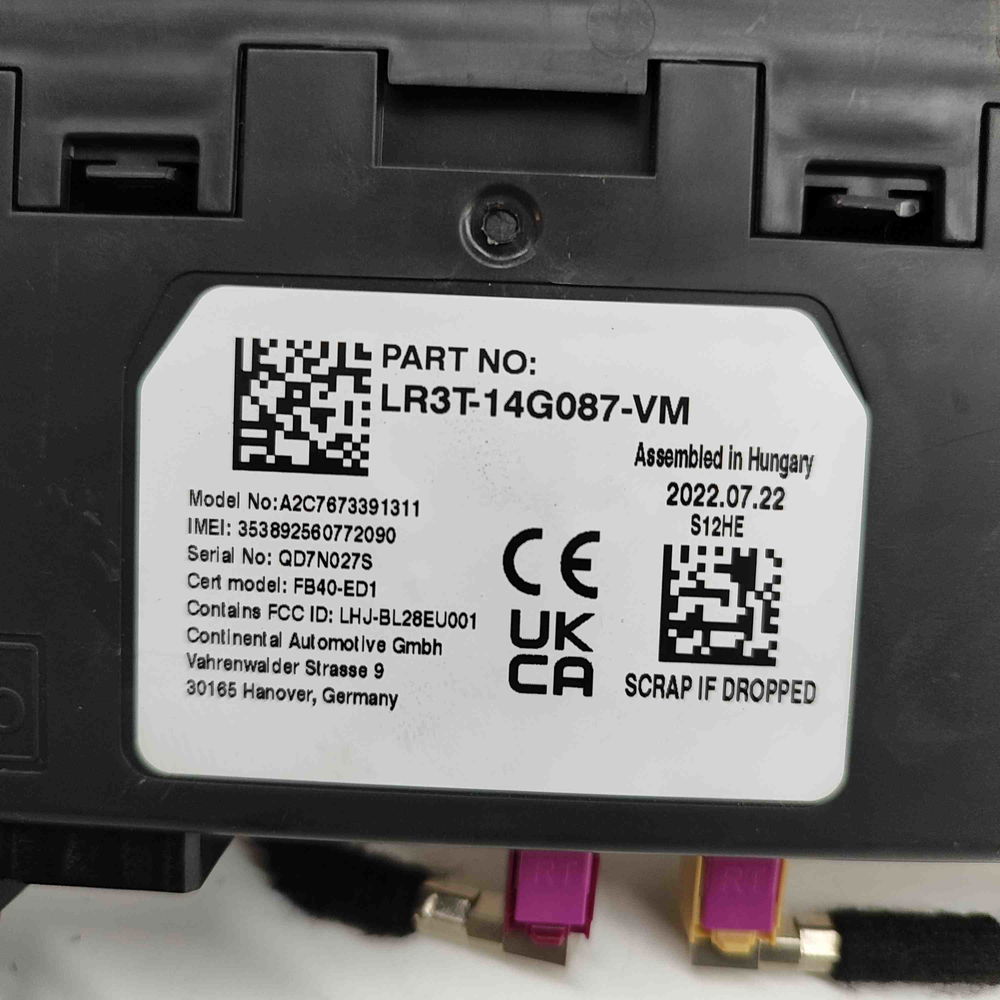 PART NO:
LR3T-14G087-VM
Assembled in Hungary
2022.07.22
S12HE
Model No:A2C7673391311
IMEI: 353892560772090
Serial No: QD7N027S
Cert model: FB40-ED1
Contains FCC ID: LHJ-BL28EU001
Continental Automotive Gmbh
Vahrenwalder Strasse 9
30165 Hanover, Germany
CE
UK
CA
SCRAP IF DROPPED